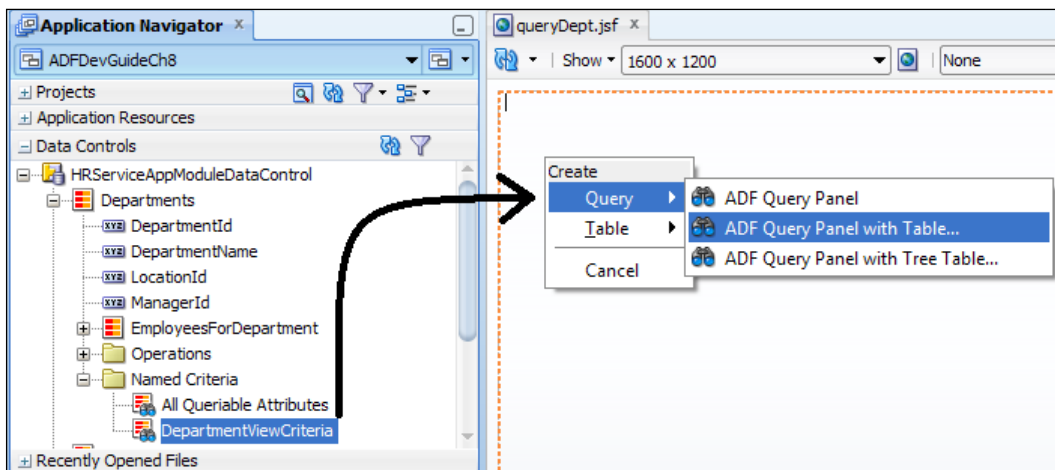 Application Navigator
ADFDevGuideCh8
Projects
Application Resources
Data Controls
HRServiceAppModuleDataControl
Departments
DepartmentId
DepartmentName
LocationId
ManagerId
EmployeesForDepartment
Operations
Named Criteria
All Queriable Attributes
DepartmentViewCriteria
Recently Opened Files
queryDept.jsf
Show 1600 x 1200 None
Create
Query
Table
Cancel
ADF Query Panel
ADF Query Panel with Table...
ADF Query Panel with Tree Table...